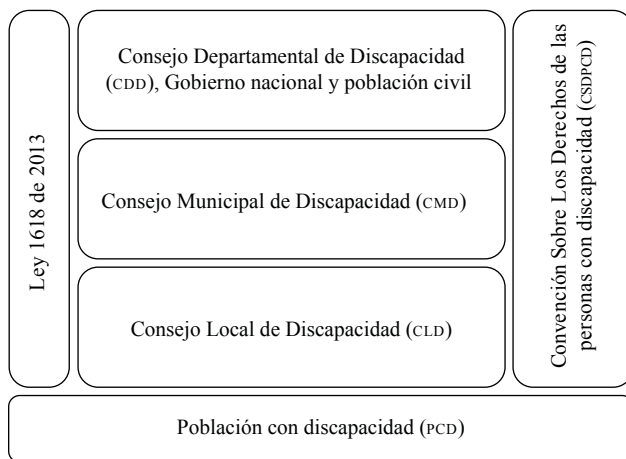 Ley 1618 de 2013
Consejo Departamental de Discapacidad
(CDD), Gobierno nacional y población civil
Consejo Municipal de Discapacidad (CMD)
Consejo Local de Discapacidad (CLD)
Convención Sobre Los Derechos de las
personas con discapacidad (CSDPCD)
Población con discapacidad (PCD)